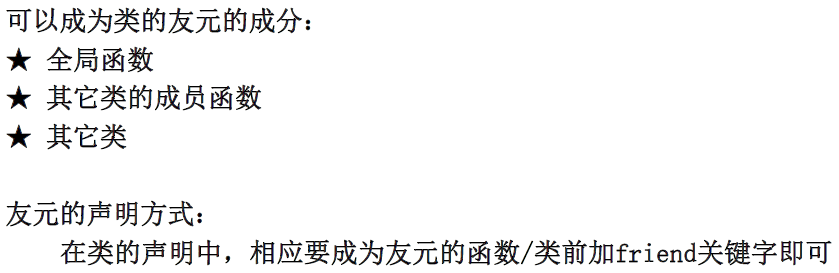 可以成为类的友元的成分：
★ 全局函数
★ 其它类的成员函数
★ 其它类
友元的声明方式：
在类的声明中，相应要成为友元的函数/类前加friend关键字即可